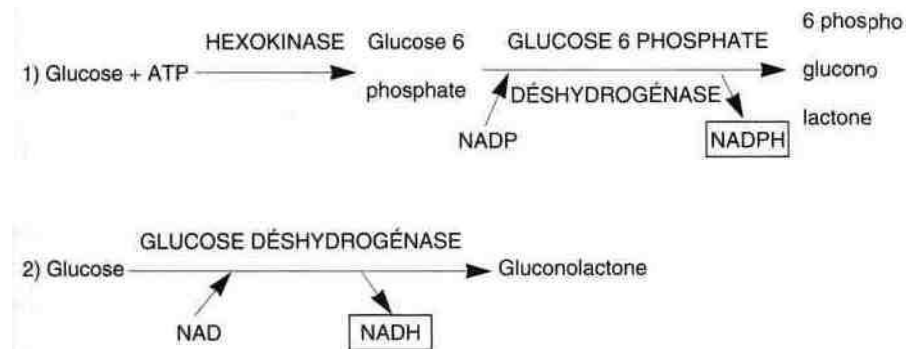 6 phospho
HEXOKINASE Glucose 6 GLUCOSE 6 PHOSPHATE
1) Glucose + ATP glucono
phosphate DÉSHYDROGÉNASE
lactone
NADP NADPH
GLUCOSE DÉSHYDROGÉNASE
2) Glucose Gluconolactone
NAD NADH